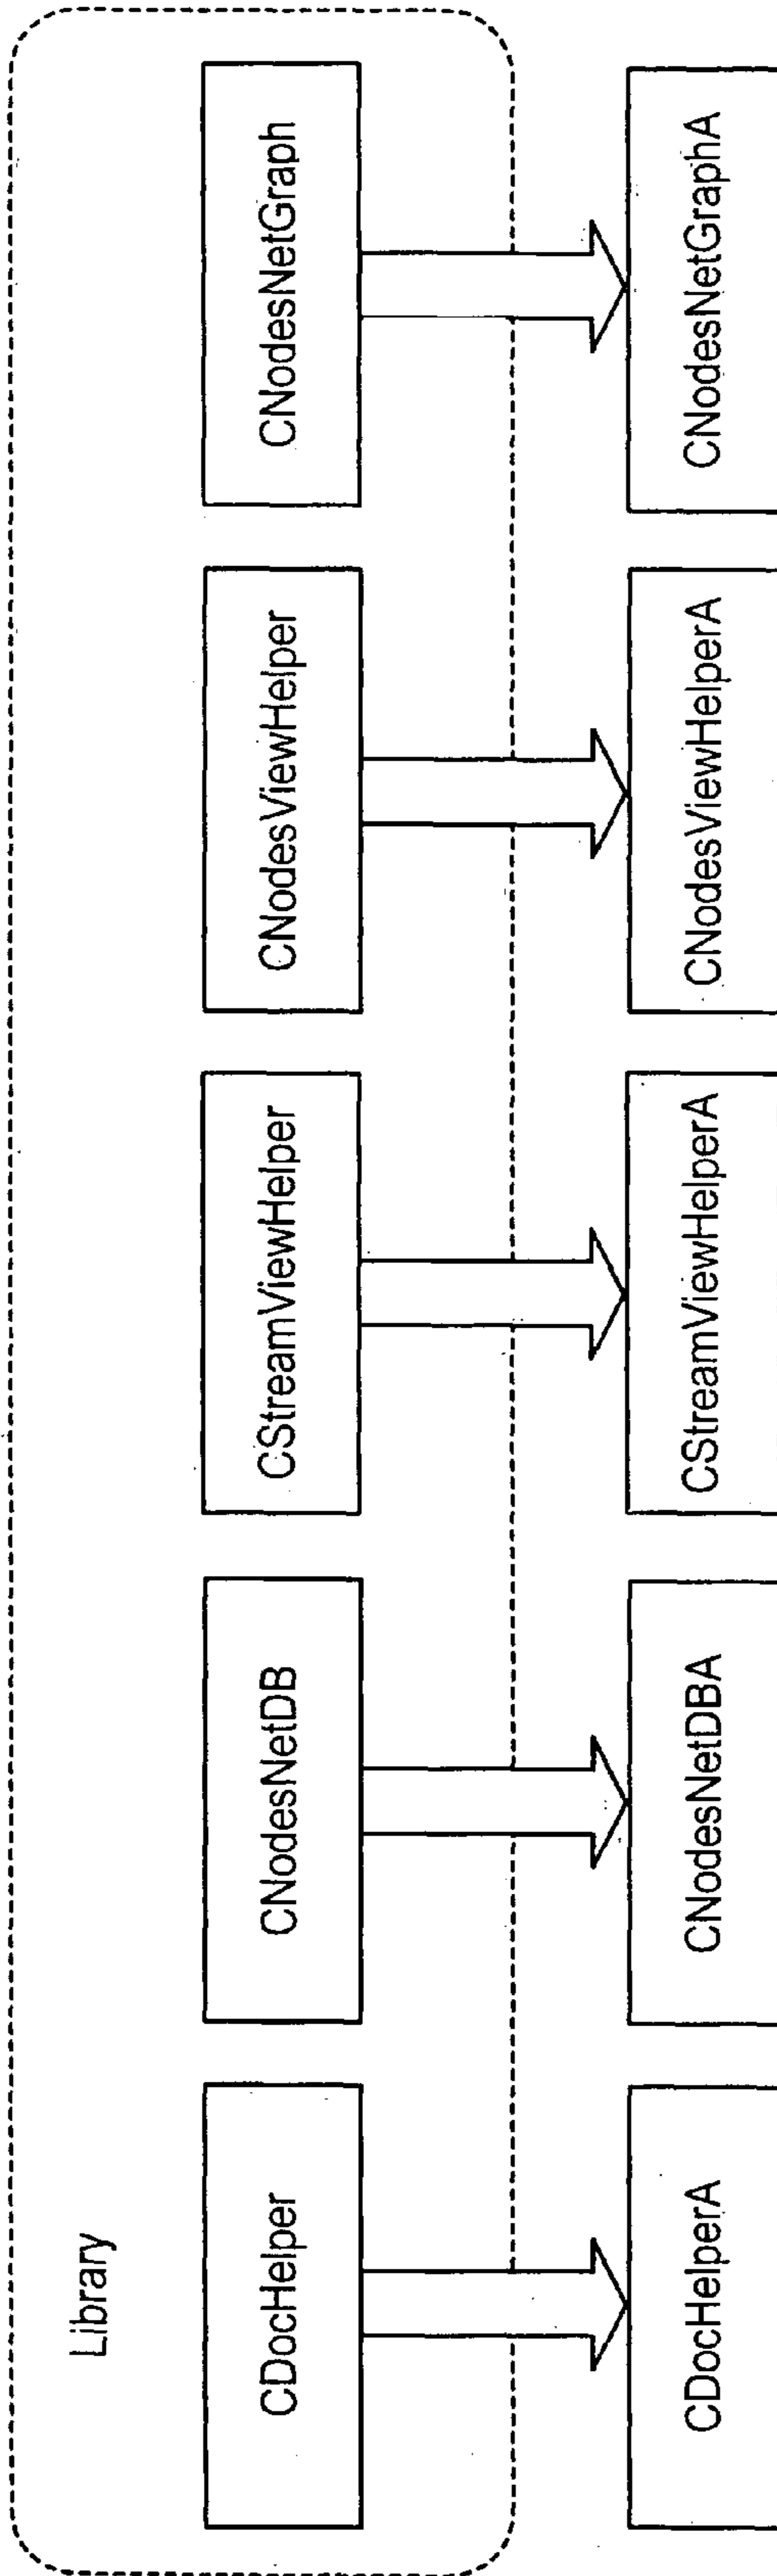 Library
CDocHelper
CNodesNetDB
CStreamViewHelper
CNodesViewHelper
CNodesNetGraph
CDocHelperA
CNodesNetDBA
CStreamViewHelperA
CNodesViewHelperA
CNodesNetGraphA